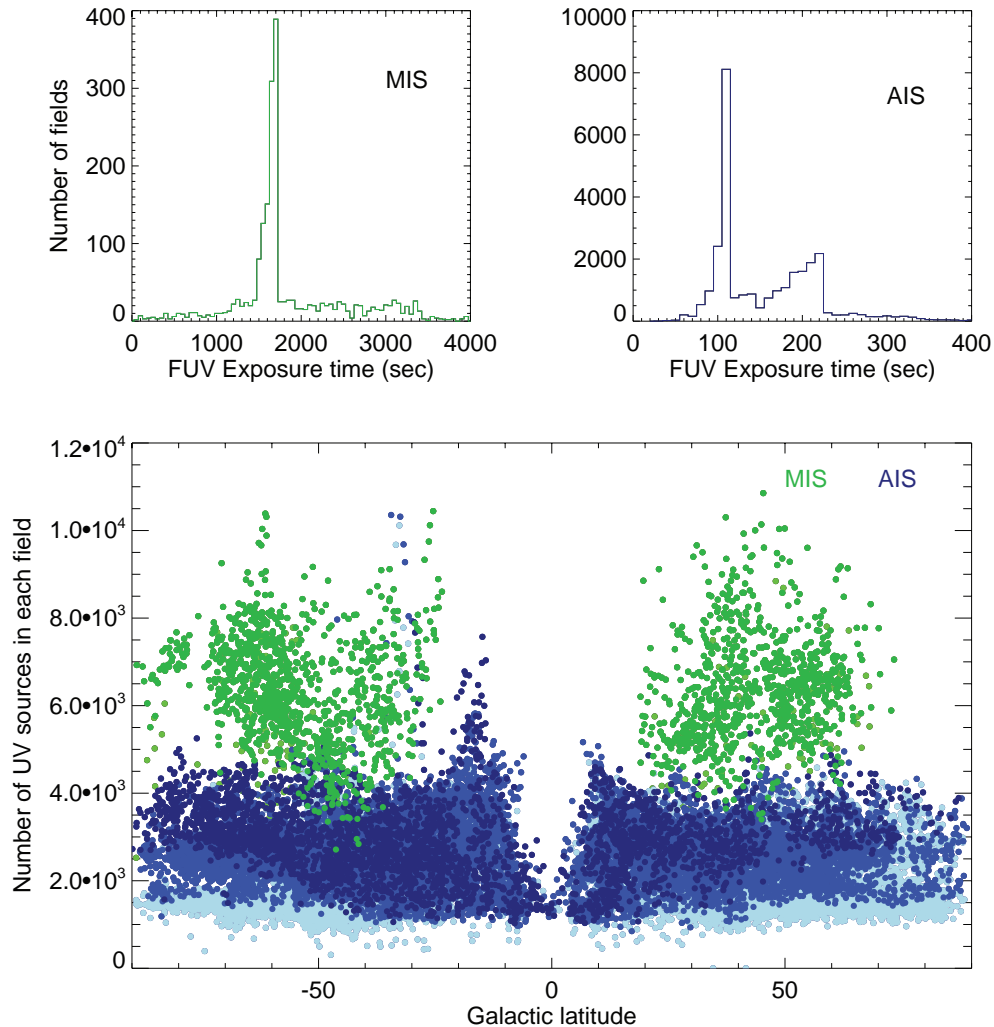 400
300
200
100
0
Number of fields
MIS
0 1000 2000 3000 4000
FUV Exposure time (sec)
10000
8000
6000
4000
2000
0
AIS
0 100 200 300 400
FUV Exposure time (sec)
1.2•10⁴
1.0•10⁴
8.0•10³
6.0•10³
4.0•10³
2.0•10³
0
Number of UV sources in each field
MIS AIS
-50 0 50
Galactic latitude